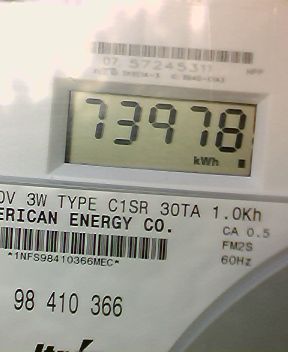 07 57245311
73978
kWh
0V 3W TYPE C1SR 30TA 1.0Kh
ERICAN ENERGY CO.
CA 0.5
FM2S
*1NFS98410366MEC*
60Hz
98 410 366